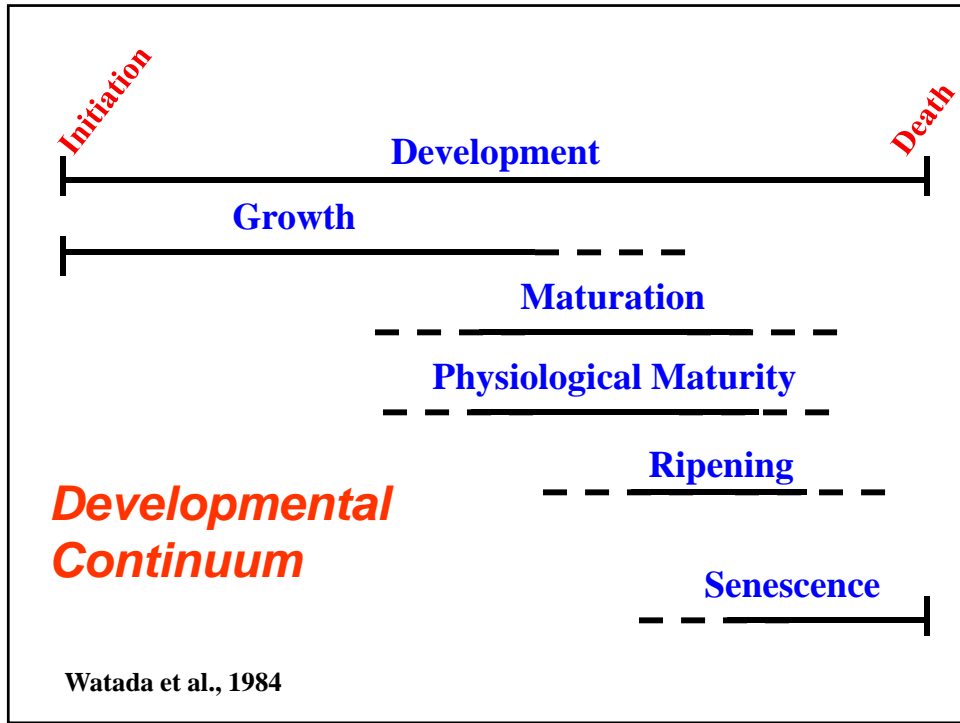 Initiation
Death
Development
Growth
Maturation
Physiological Maturity
Ripening
Developmental
Continuum
Senescence
Watada et al., 1984